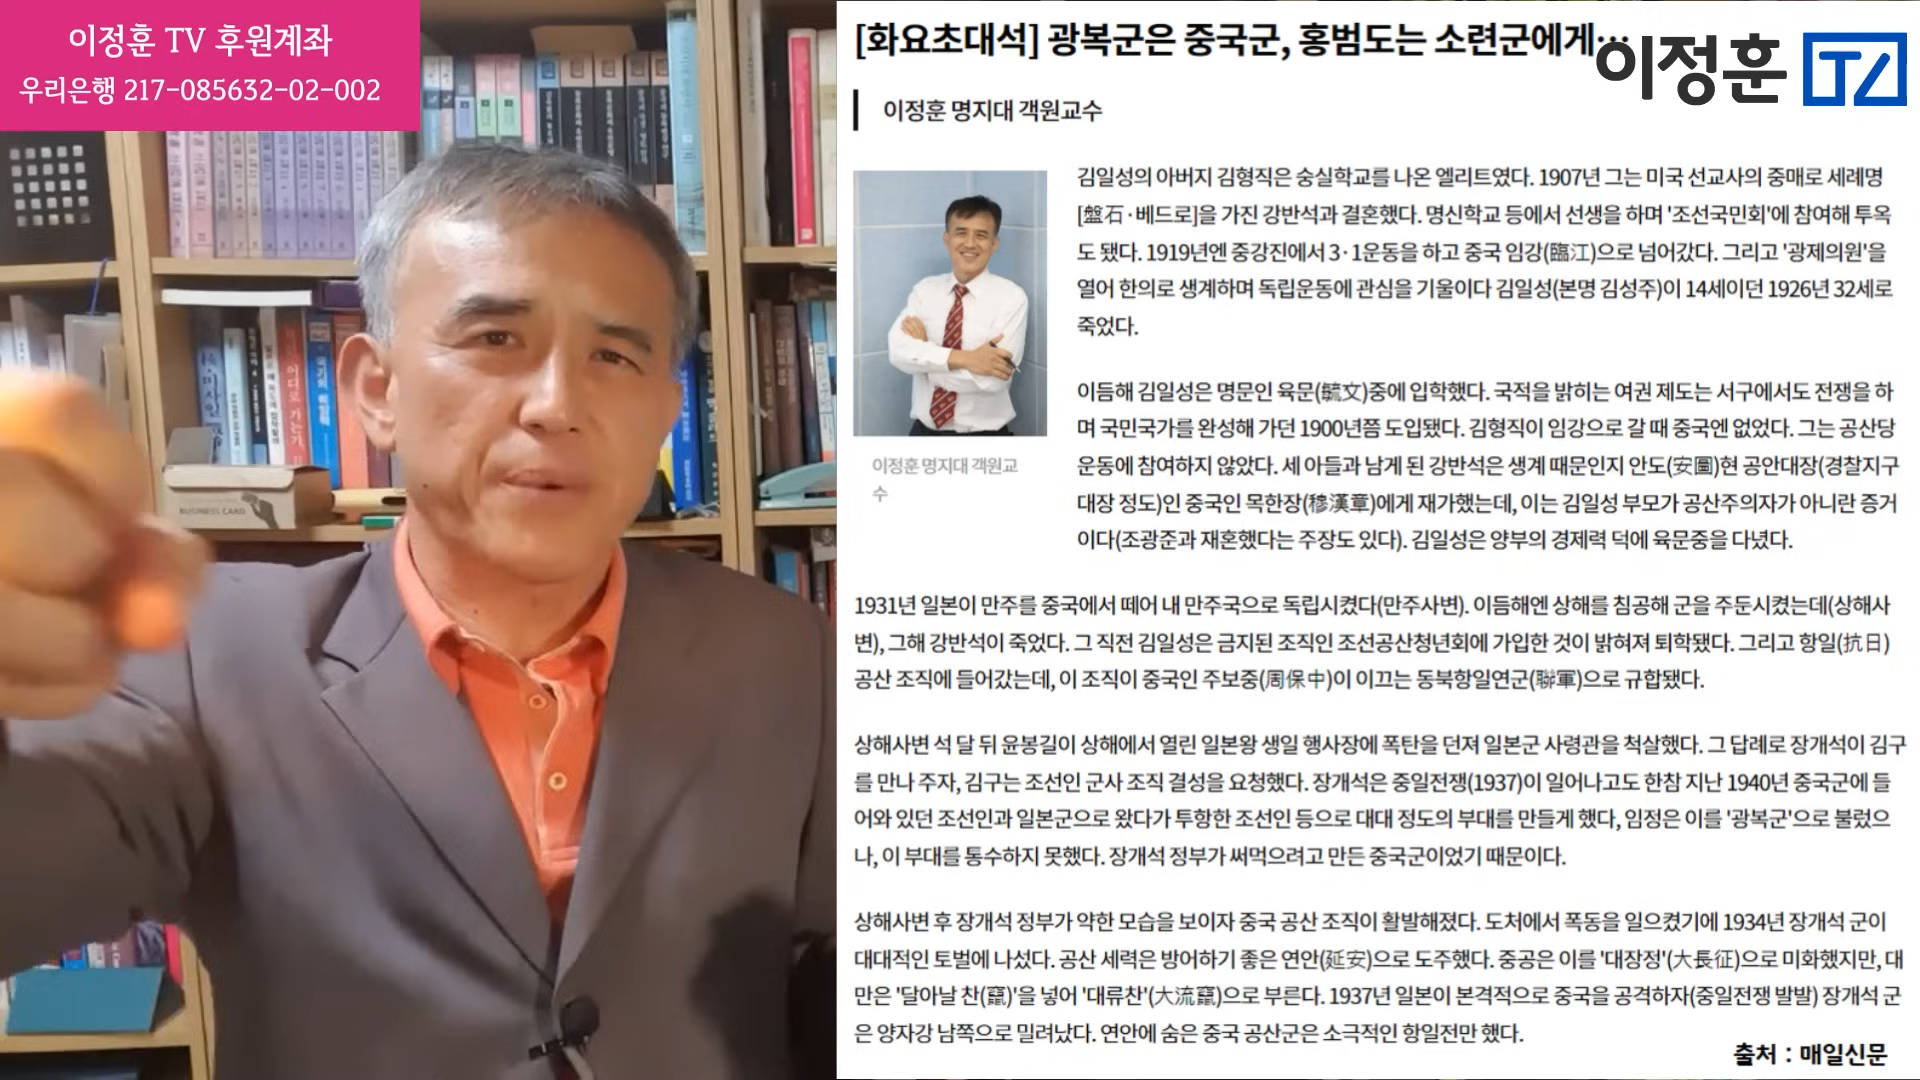 이정훈 TV 후원계좌
우리은행 217-085632-02-002
[화요초대석] 광복군은 중국군, 홍범도는 소련군에게…
이정훈 TV
이정훈 명지대 객원교수
김일성의 아버지 김형직은 숭실학교를 나온 엘리트였다. 1907년 그는 미국 선교사의 중매로 세례명
[盤石·베드로]을 가진 강반석과 결혼했다. 명신학교 등에서 선생을 하며 '조선국민회'에 참여해 투옥
도 됐다. 1919년엔 중강진에서 3·1운동을 하고 중국 임강(臨江)으로 넘어갔다. 그리고 '광제의원'을
열어 한의로 생계하며 독립운동에 관심을 기울이다 김일성(본명 김성주)이 14세이던 1926년 32세로
죽었다.
이정훈 명지대 객원교
수
이듬해 김일성은 명문인 육문(毓文)중에 입학했다. 국적을 밝히는 여권 제도는 서구에서도 전쟁을 하
며 국민국가를 완성해 가던 1900년쯤 도입됐다. 김형직이 임강으로 갈 때 중국엔 없었다. 그는 공산당
운동에 참여하지 않았다. 세 아들과 남게 된 강반석은 생계 때문인지 안도(安圖)현 공안대장(경찰지구
대장 정도)인 중국인 목한장(穆漢章)에게 재가했는데, 이는 김일성 부모가 공산주의자가 아니란 증거
이다(조광준과 재혼했다는 주장도 있다). 김일성은 양부의 경제력 덕에 육문중을 다녔다.
1931년 일본이 만주를 중국에서 떼어 내 만주국으로 독립시켰다(만주사변). 이듬해엔 상해를 침공해 군을 주둔시켰는데(상해사
변), 그해 강반석이 죽었다. 그 직전 김일성은 금지된 조직인 조선공산청년회에 가입한 것이 밝혀져 퇴학됐다. 그리고 항일(抗日)
공산 조직에 들어갔는데, 이 조직이 중국인 주보중(周保中)이 이끄는 동북항일연군(聯軍)으로 규합됐다.
상해사변 석 달 뒤 윤봉길이 상해에서 열린 일본왕 생일 행사장에 폭탄을 던져 일본군 사령관을 척살했다. 그 답례로 장개석이 김구
를 만나 주자, 김구는 조선인 군사 조직 결성을 요청했다. 장개석은 중일전쟁(1937)이 일어나고도 한참 지난 1940년 중국군에 들
어와 있던 조선인과 일본군으로 왔다가 투항한 조선인 등으로 대대 정도의 부대를 만들게 했다, 임정은 이를 '광복군'으로 불렀으
나, 이 부대를 통수하지 못했다. 장개석 정부가 써먹으려고 만든 중국군이었기 때문이다.
상해사변 후 장개석 정부가 약한 모습을 보이자 중국 공산 조직이 활발해졌다. 도처에서 폭동을 일으켰기에 1934년 장개석 군이
대대적인 토벌에 나섰다. 공산 세력은 방어하기 좋은 연안(延安)으로 도주했다. 중공은 이를 '대장정'(大長征)으로 미화했지만, 대
만은 '달아날 찬(竄)'을 넣어 '대류찬'(大流竄)으로 부른다. 1937년 일본이 본격적으로 중국을 공격하자(중일전쟁 발발) 장개석 군
은 양자강 남쪽으로 밀려났다. 연안에 숨은 중국 공산군은 소극적인 항일전만 했다.
출처 : 매일신문
BUSINESS CARD